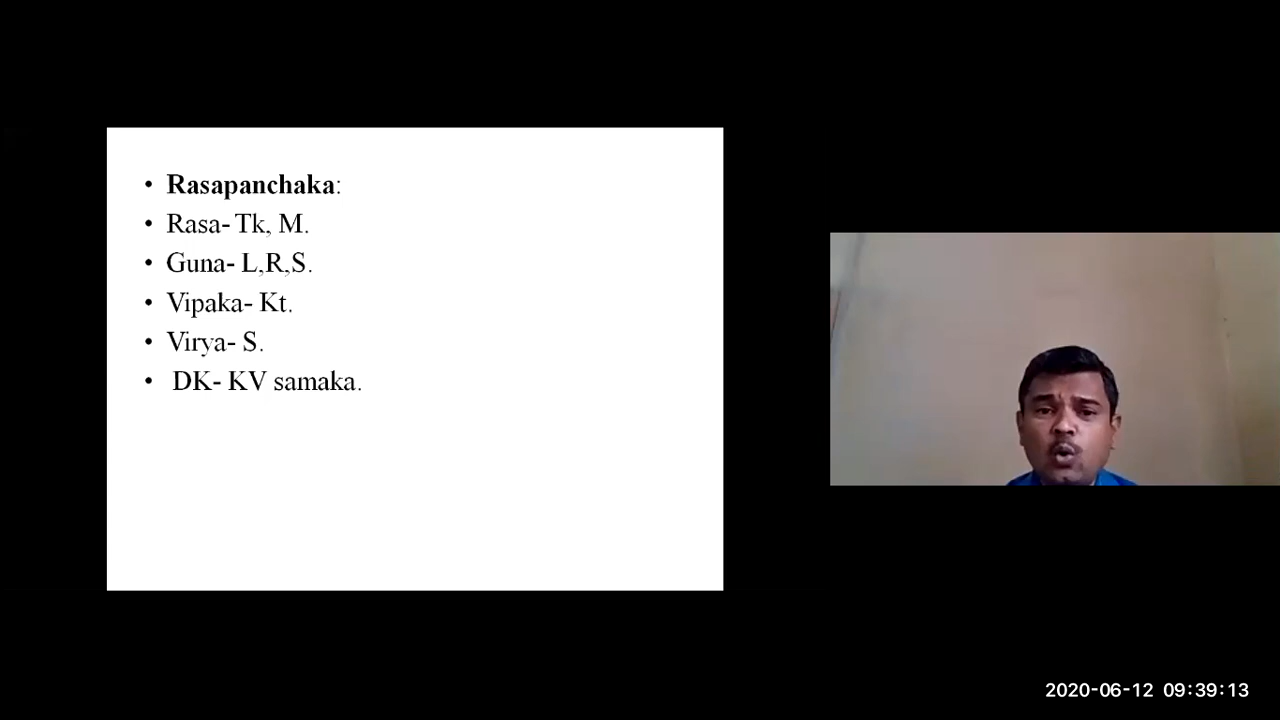 • Rasapanchaka:
• Rasa- Tk, M.
• Guna- L,R,S.
• Vipaka- Kt.
• Virya- S.
• DK- KV samaka.
2020-06-12 09:39:13